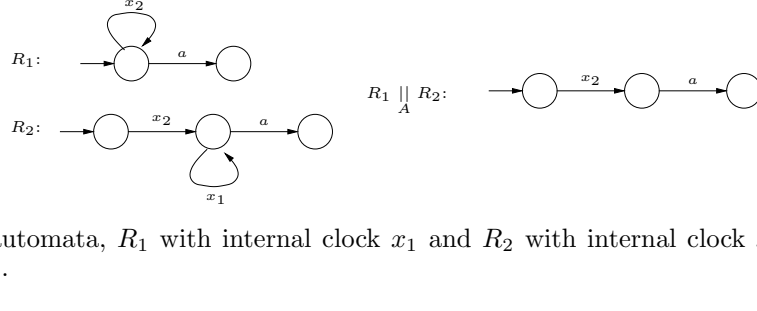 x₂
R₁:
a
R₂:
x₂
a
x₁
R₁ || R₂:
A
x₂
a
automata, R₁ with internal clock x₁ and R₂ with internal clock
.